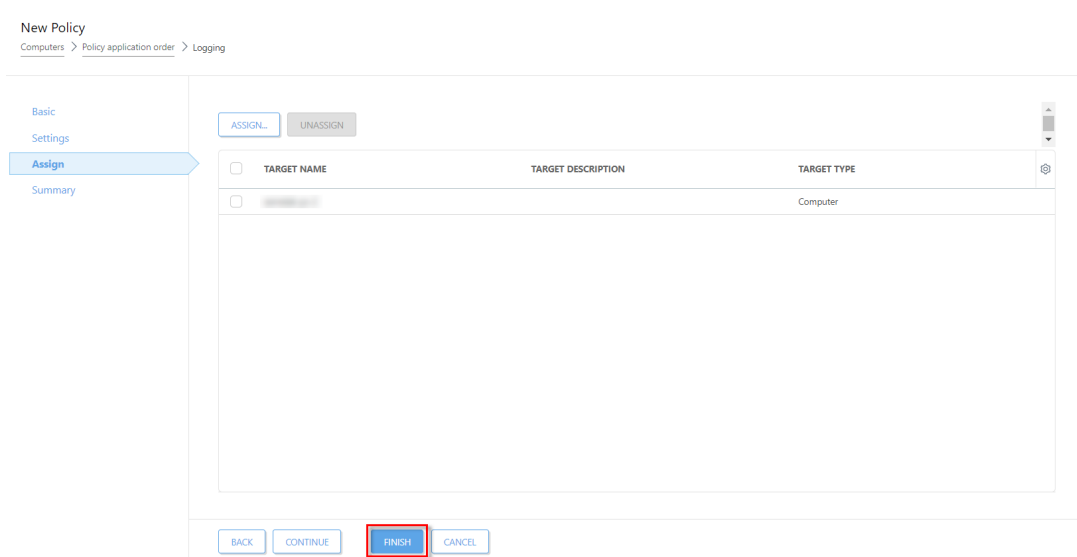 New Policy
Computers > Policy application order > Logging
Basic
Settings
Assign
Summary
ASSIGN... UNASSIGN
TARGET NAME TARGET DESCRIPTION TARGET TYPE
Computer
BACK CONTINUE FINISH CANCEL